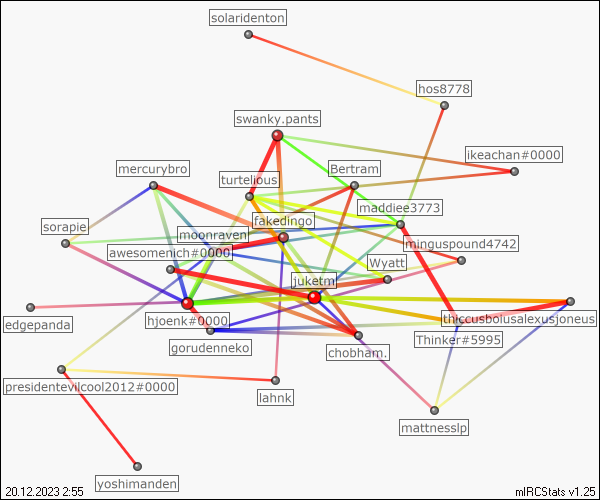 solaridenton
hos8778
swanky.pants
ikeachan#0000
mercurybro
Bertram
turtelious
maddiee3773
fakedingo
sorapie
moonraven
minguspound4742
awesomenich#0000
Wyatt
juketm
edgepanda
hjoenk#0000
thiccusboiusalexusjoneus
Thinker#5995
gorudenneko
chobham.
presidentevilcool2012#0000
lahnk
mattnesslp
yoshimanden
20.12.2023 2:55
mIRCStats v1.25